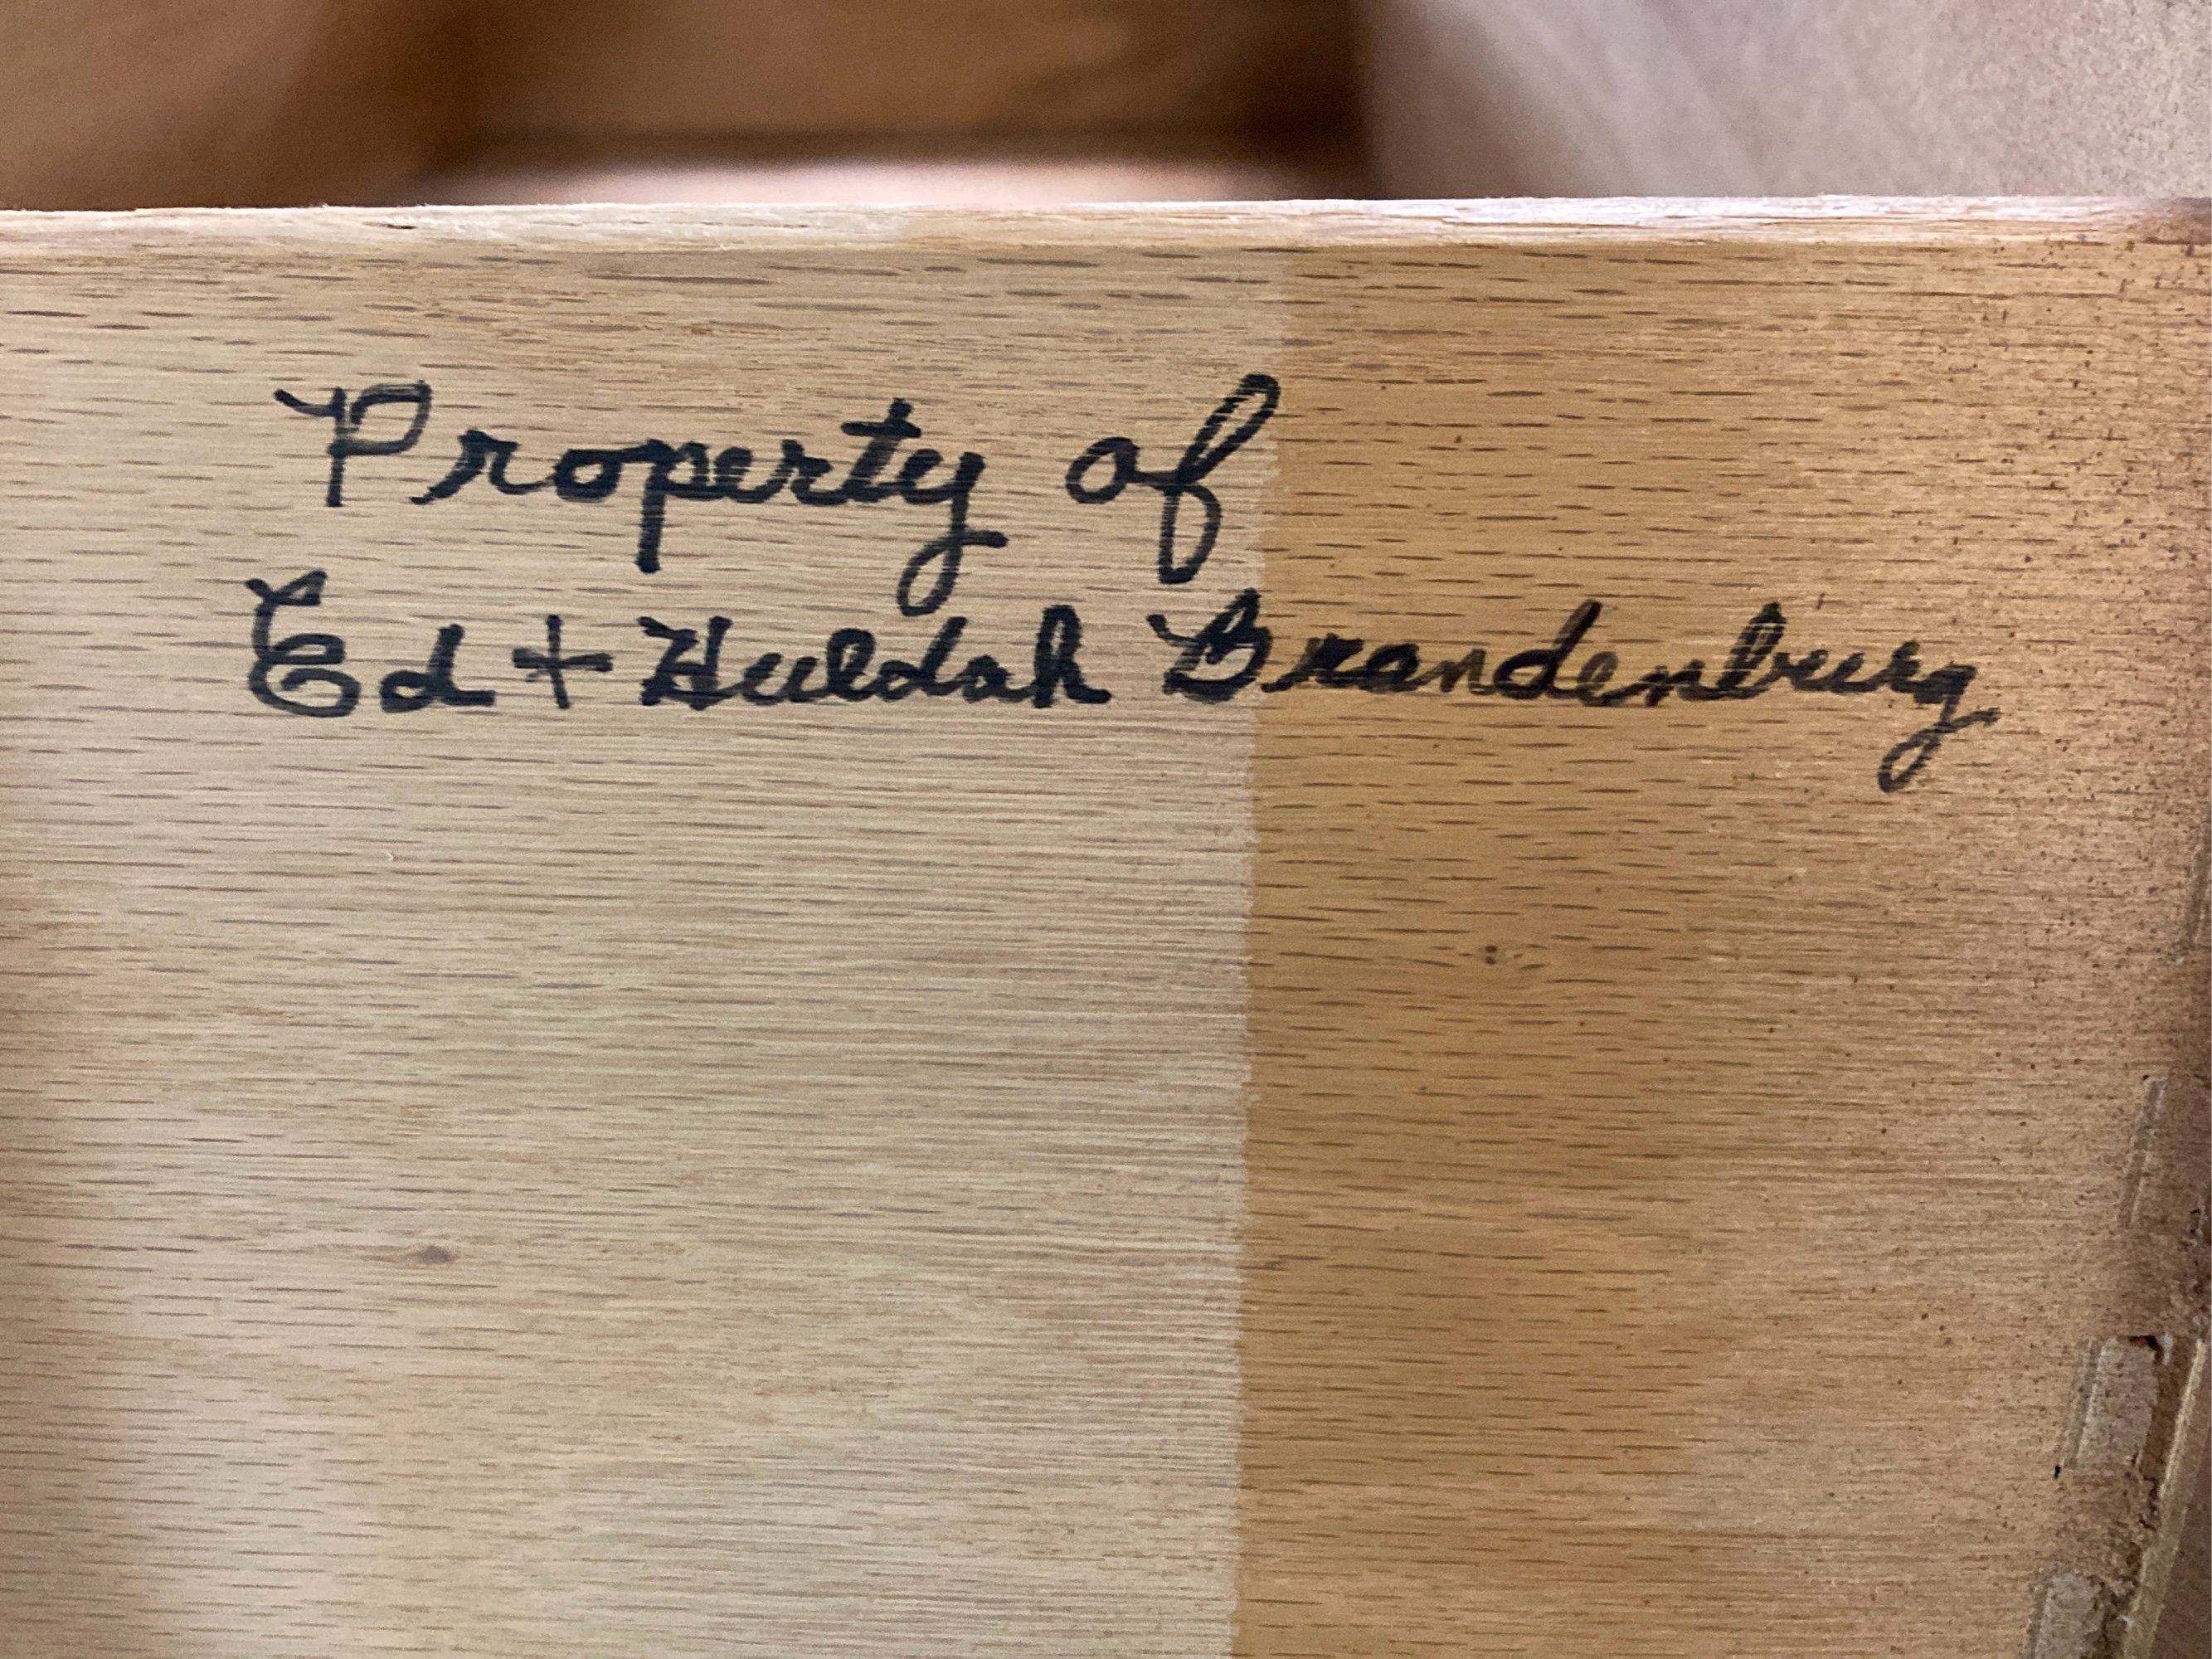 Property of
Ed + Huldah Brandenburg